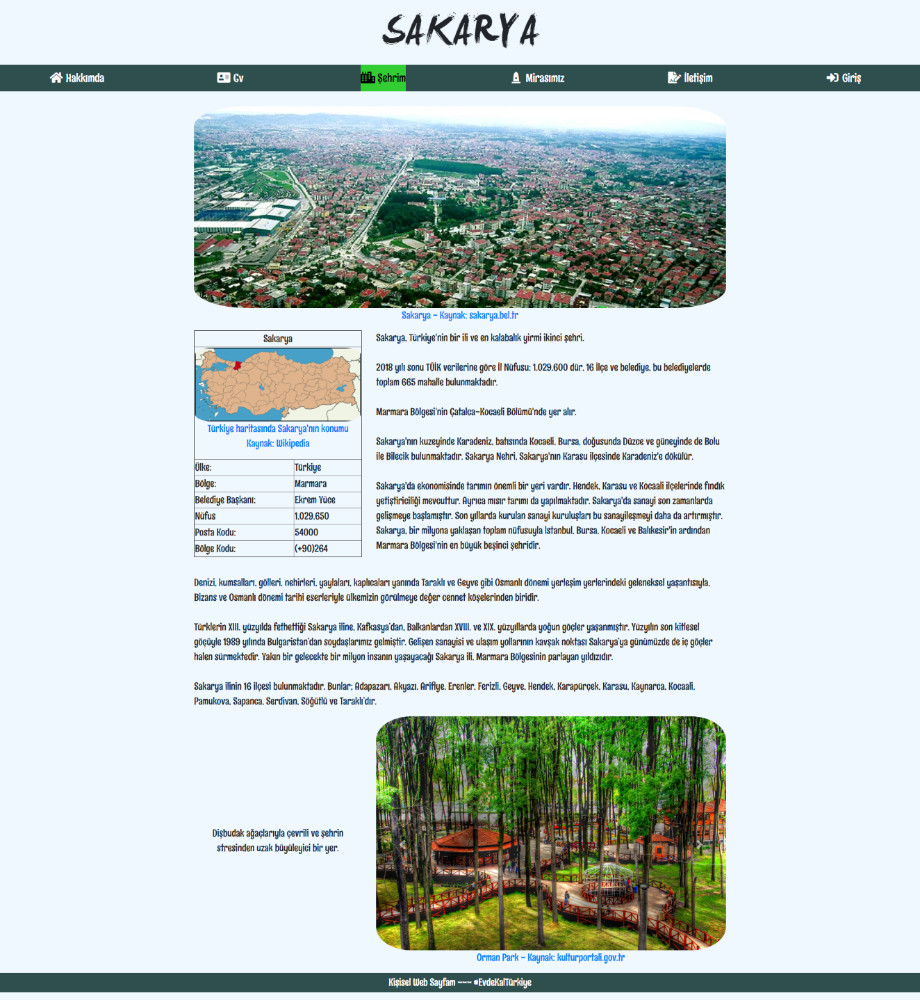 SAKARYA
Hakkımda
Cv
Şehrim
Mirasımız
İletişim
Giriş
Sakarya - Kaynak: sakarya.bel.tr
Sakarya
Türkiye haritasında Sakarya'nın konumu
Kaynak: Wikipedia
Ülke: Türkiye
Bölge: Marmara
Belediye Başkanı: Ekrem Yüce
Nüfus 1.029.650
Posta Kodu: 54000
Bölge Kodu: (+90)264
Sakarya, Türkiye'nin bir ili ve en kalabalık yirmi ikinci şehri.
2018 yılı sonu TÜİK verilerine göre İl Nüfusu: 1.029.600 dür. 16 İlçe ve belediye, bu belediyelerde
toplam 665 mahalle bulunmaktadır.
Marmara Bölgesi'nin Çatalca-Kocaeli Bölümü'nde yer alır.
Sakarya'nın kuzeyinde Karadeniz, batısında Kocaeli, Bursa, doğusunda Düzce ve güneyinde de Bolu
ile Bilecik bulunmaktadır. Sakarya Nehri, Sakarya'nın Karasu ilçesinde Karadeniz'e dökülür.
Sakarya'da ekonomisinde tarımın önemli bir yeri vardır. Hendek, Karasu ve Kocaali ilçelerinde fındık
yetiştiriciliği mevcuttur. Ayrıca mısır tarımı da yapılmaktadır. Sakarya'da sanayi son zamanlarda
gelişmeye başlamıştır. Son yıllarda kurulan sanayi kuruluşları bu sanayileşmeyi daha da artırmıştır.
Sakarya, bir milyona yaklaşan toplam nüfusuyla İstanbul, Bursa, Kocaeli ve Balıkesir'in ardından
Marmara Bölgesi'nin en büyük beşinci şehridir.
Denizi, kumsalları, gölleri, nehirleri, yaylaları, kaplıcaları yanında Taraklı ve Geyve gibi Osmanlı dönemi yerleşim yerlerindeki geleneksel yaşantısıyla,
Bizans ve Osmanlı dönemi tarihi eserleriyle ülkemizin görülmeye değer cennet köşelerinden biridir.
Türklerin XIII. yüzyılda fethettiği Sakarya iline, Kafkasya'dan, Balkanlardan XVIII. ve XIX. yüzyıllarda yoğun göçler yaşanmıştır. Yüzyılın son kitlesel
göçüyle 1989 yılında Bulgaristan'dan soydaşlarımız gelmiştir. Gelişen sanayisi ve ulaşım yollarının kavşak noktası Sakarya'ya günümüzde de iç göçler
halen sürmektedir. Yakın bir gelecekte bir milyon insanın yaşayacağı Sakarya ili, Marmara Bölgesinin parlayan yıldızıdır.
Sakarya ilinin 16 ilçesi bulunmaktadır. Bunlar; Adapazarı, Akyazı, Arifiye, Erenler, Ferizli, Geyve, Hendek, Karapürçek, Karasu, Kaynarca, Kocaali,
Pamukova, Sapanca, Serdivan, Söğütlü ve Taraklı'dır.
Dişbudak ağaçlarıyla çevrili ve şehrin
stresinden uzak büyüleyici bir yer.
Orman Park - Kaynak: kulturportali.gov.tr
Kişisel Web Sayfam --- #EvdeKalTürkiye